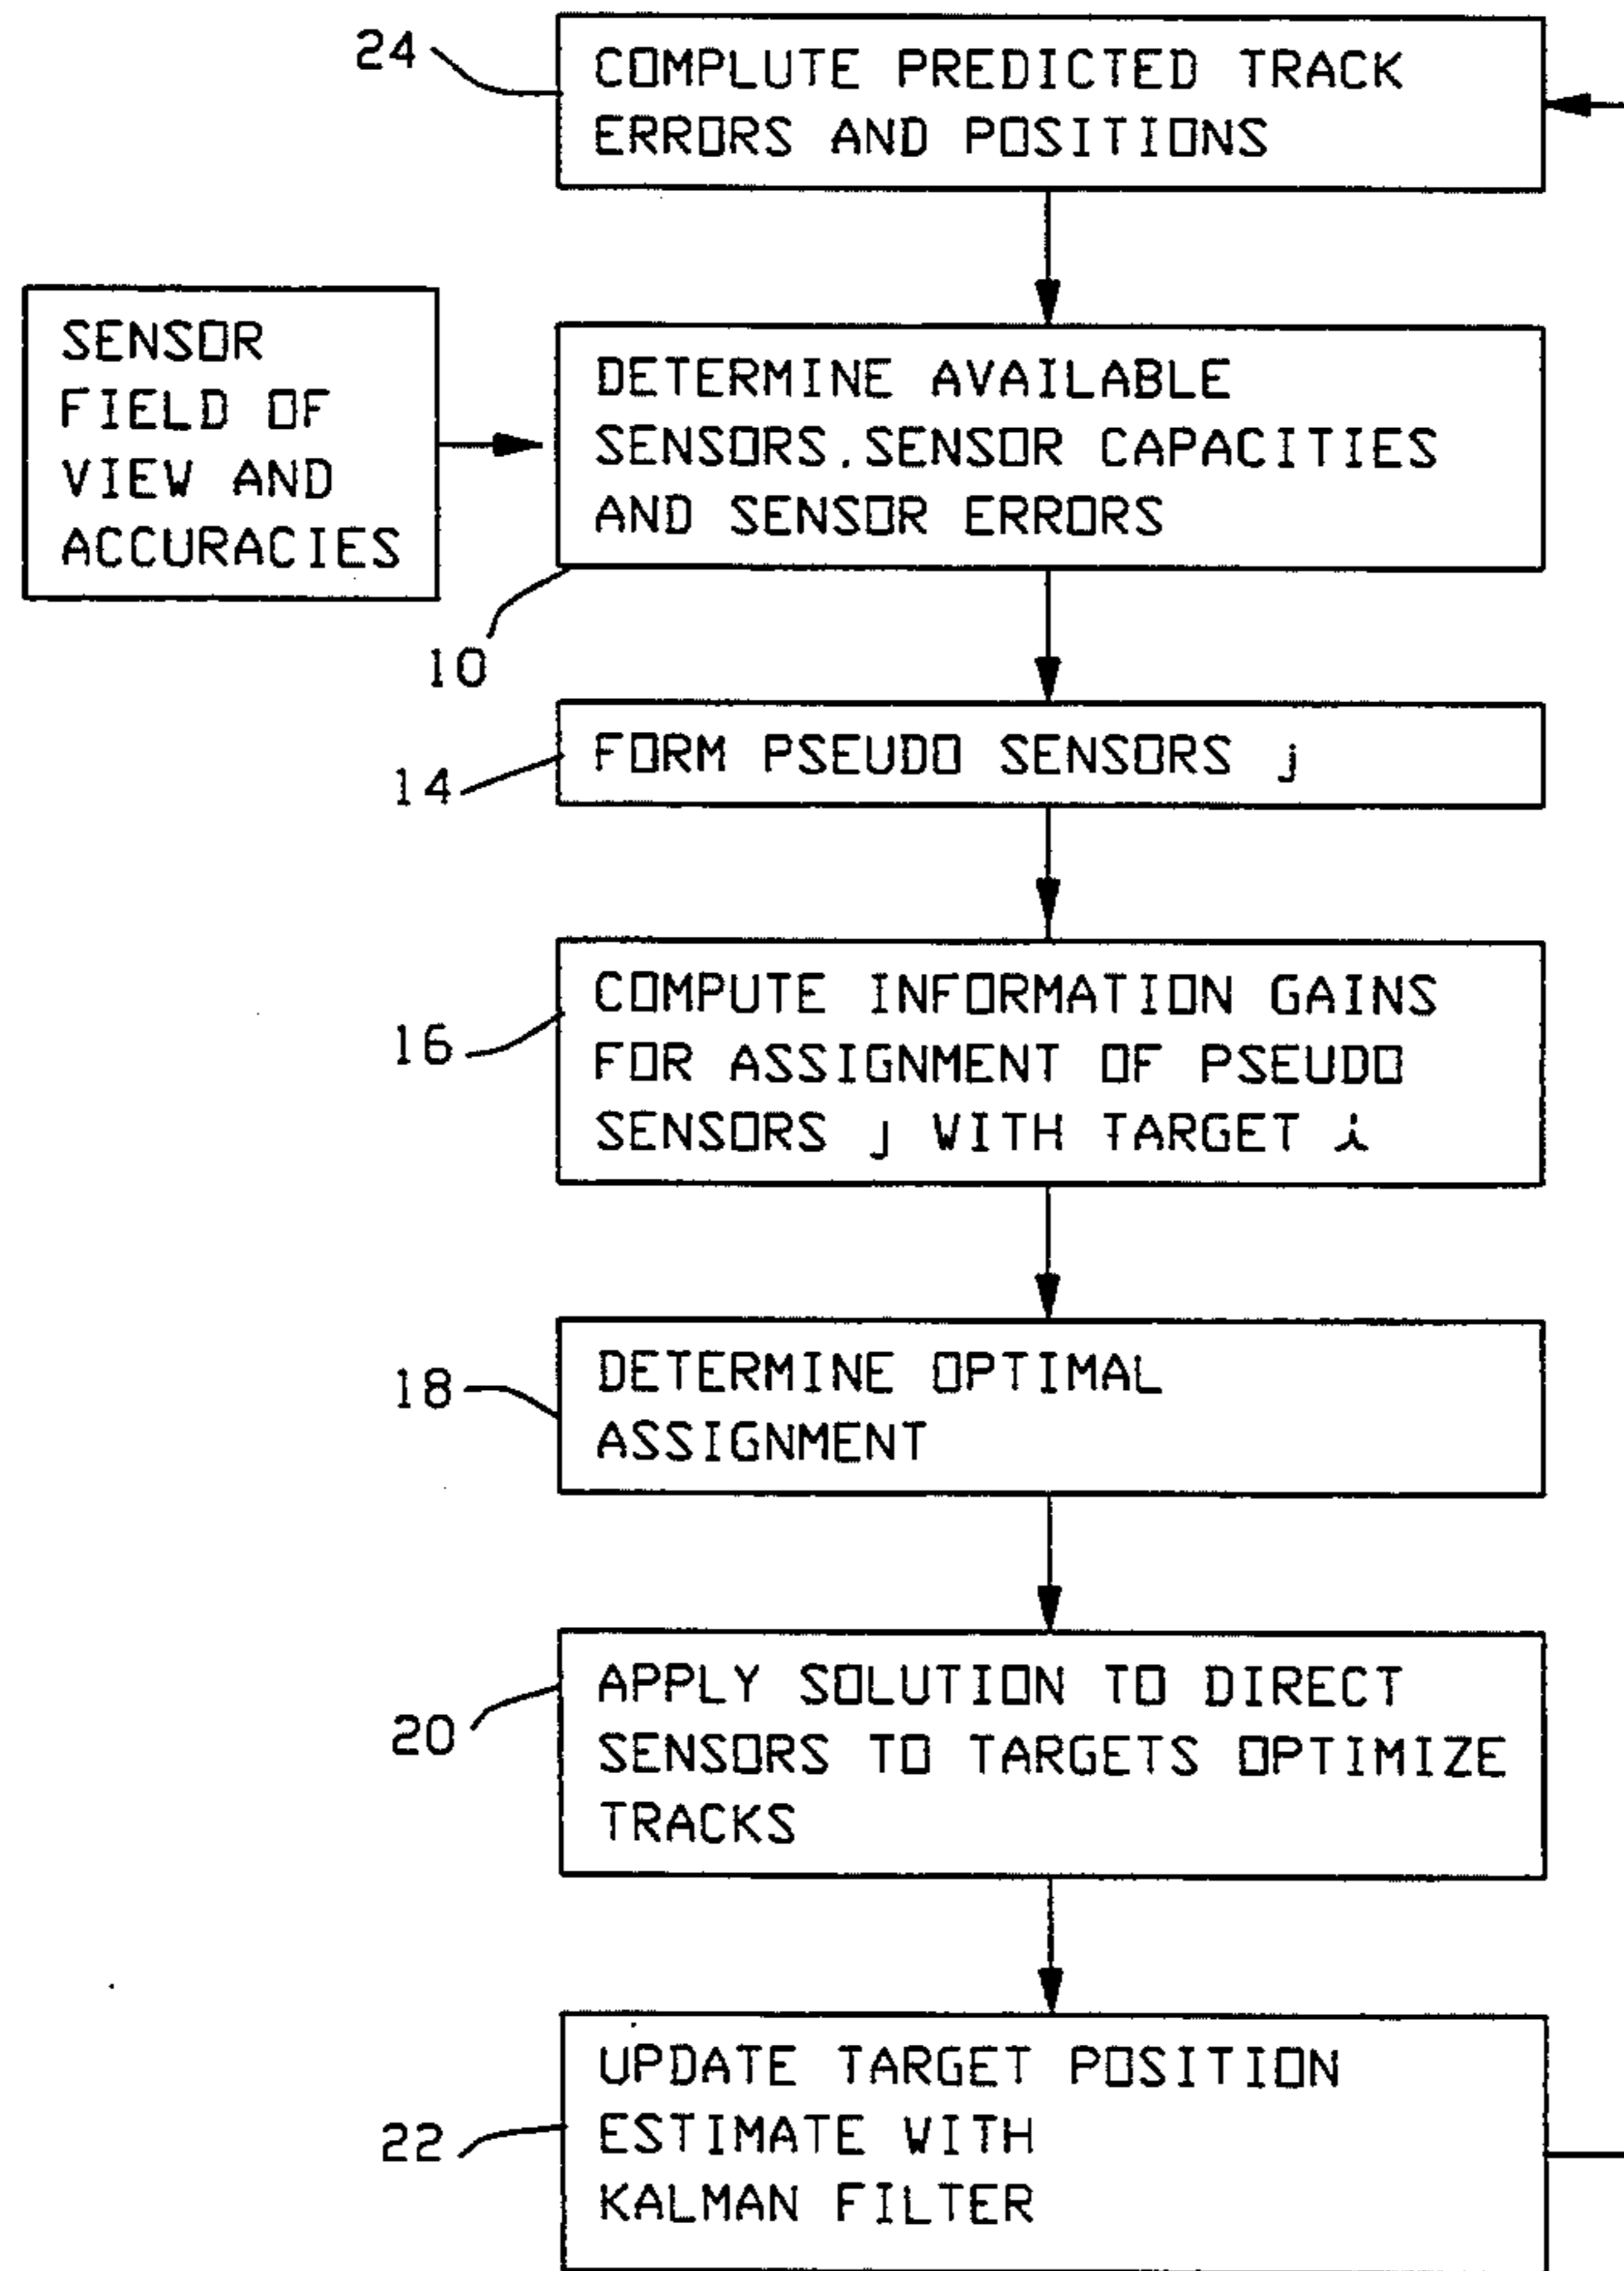 24
COMPLUTE PREDICTED TRACK
ERRORS AND POSITIONS
SENSOR
FIELD OF
VIEW AND
ACCURACIES
DETERMINE AVAILABLE
SENSORS.SENSOR CAPACITIES
AND SENSOR ERRORS
10
14
FORM PSEUDO SENSORS j
16
COMPUTE INFORMATION GAINS
FOR ASSIGNMENT OF PSEUDO
SENSORS j WITH TARGET i
18
DETERMINE OPTIMAL
ASSIGNMENT
20
APPLY SOLUTION TO DIRECT
SENSORS TO TARGETS OPTIMIZE
TRACKS
22
UPDATE TARGET POSITION
ESTIMATE WITH
KALMAN FILTER